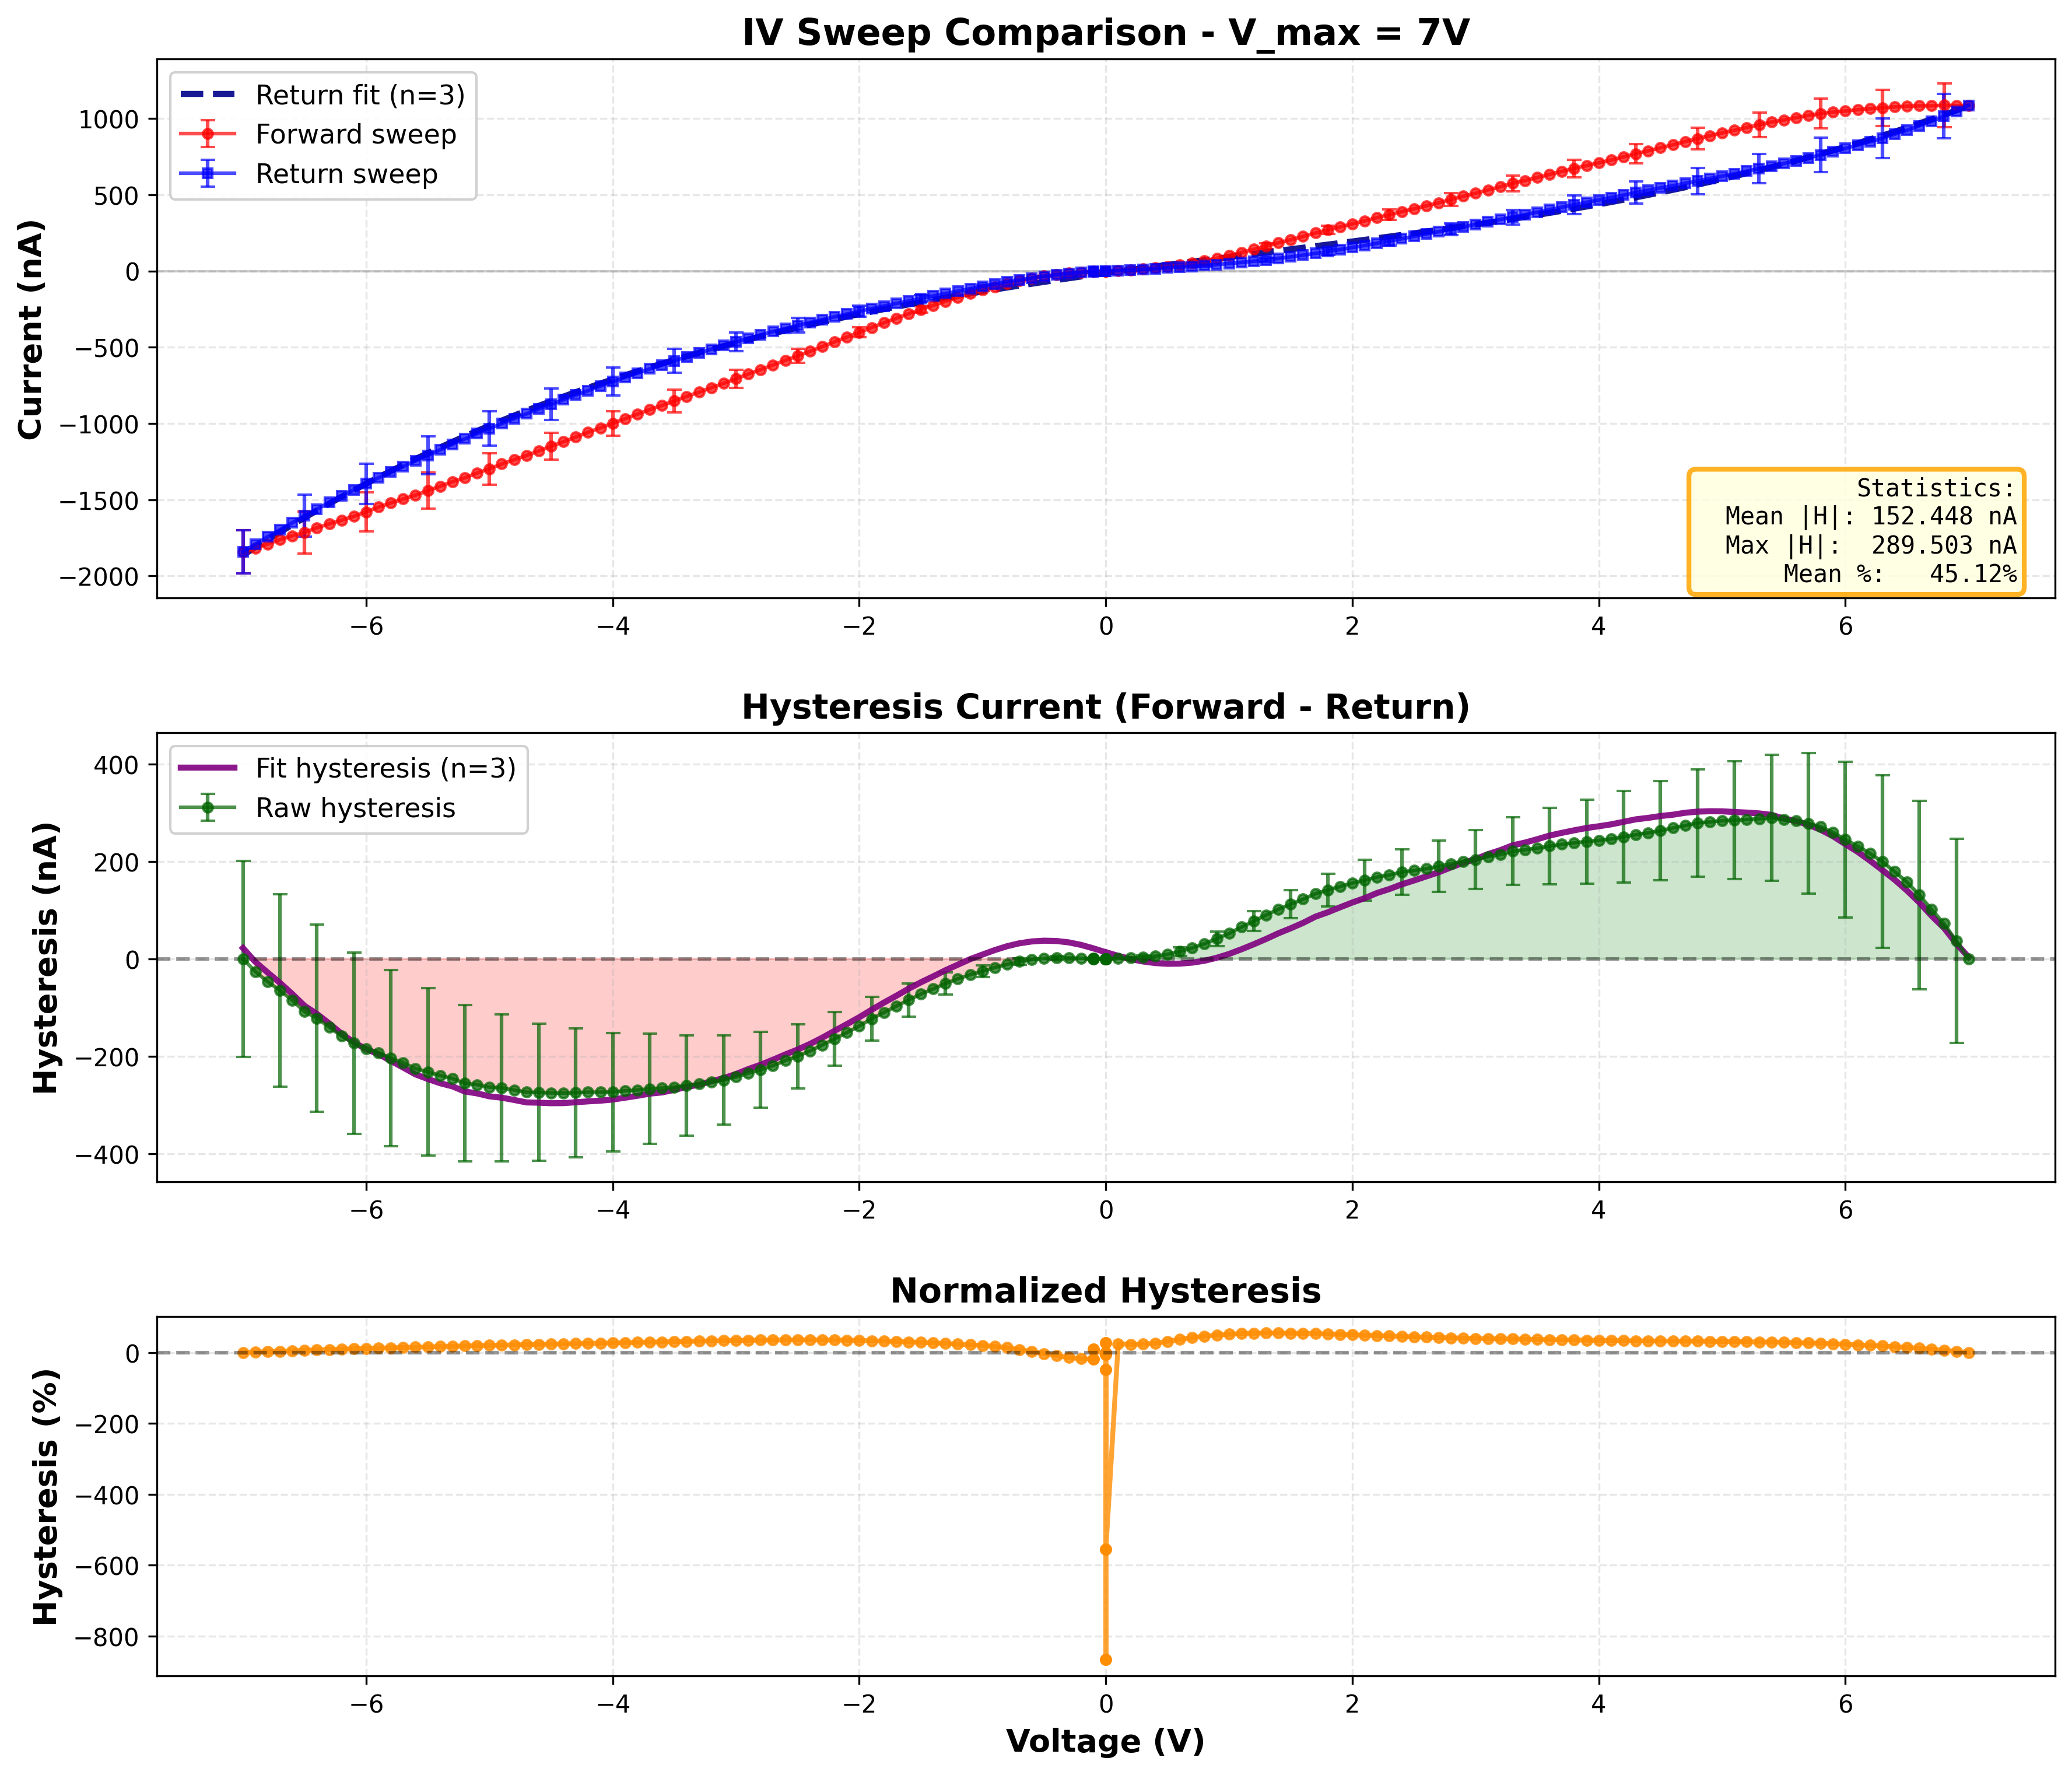 IV Sweep Comparison - V_max = 7V
Current (nA)
1000
500
0
−500
−1000
−1500
−2000
Return fit (n=3)
Forward sweep
Return sweep
Statistics:
Mean |H|: 152.448 nA
Max |H|: 289.503 nA
Mean %: 45.12%
−6
−4
−2
0
2
4
6
Hysteresis Current (Forward - Return)
Hysteresis (nA)
400
200
0
−200
−400
Fit hysteresis (n=3)
Raw hysteresis
−6
−4
−2
0
2
4
6
Normalized Hysteresis
Hysteresis (%)
0
−200
−400
−600
−800
−6
−4
−2
0
2
4
6
Voltage (V)